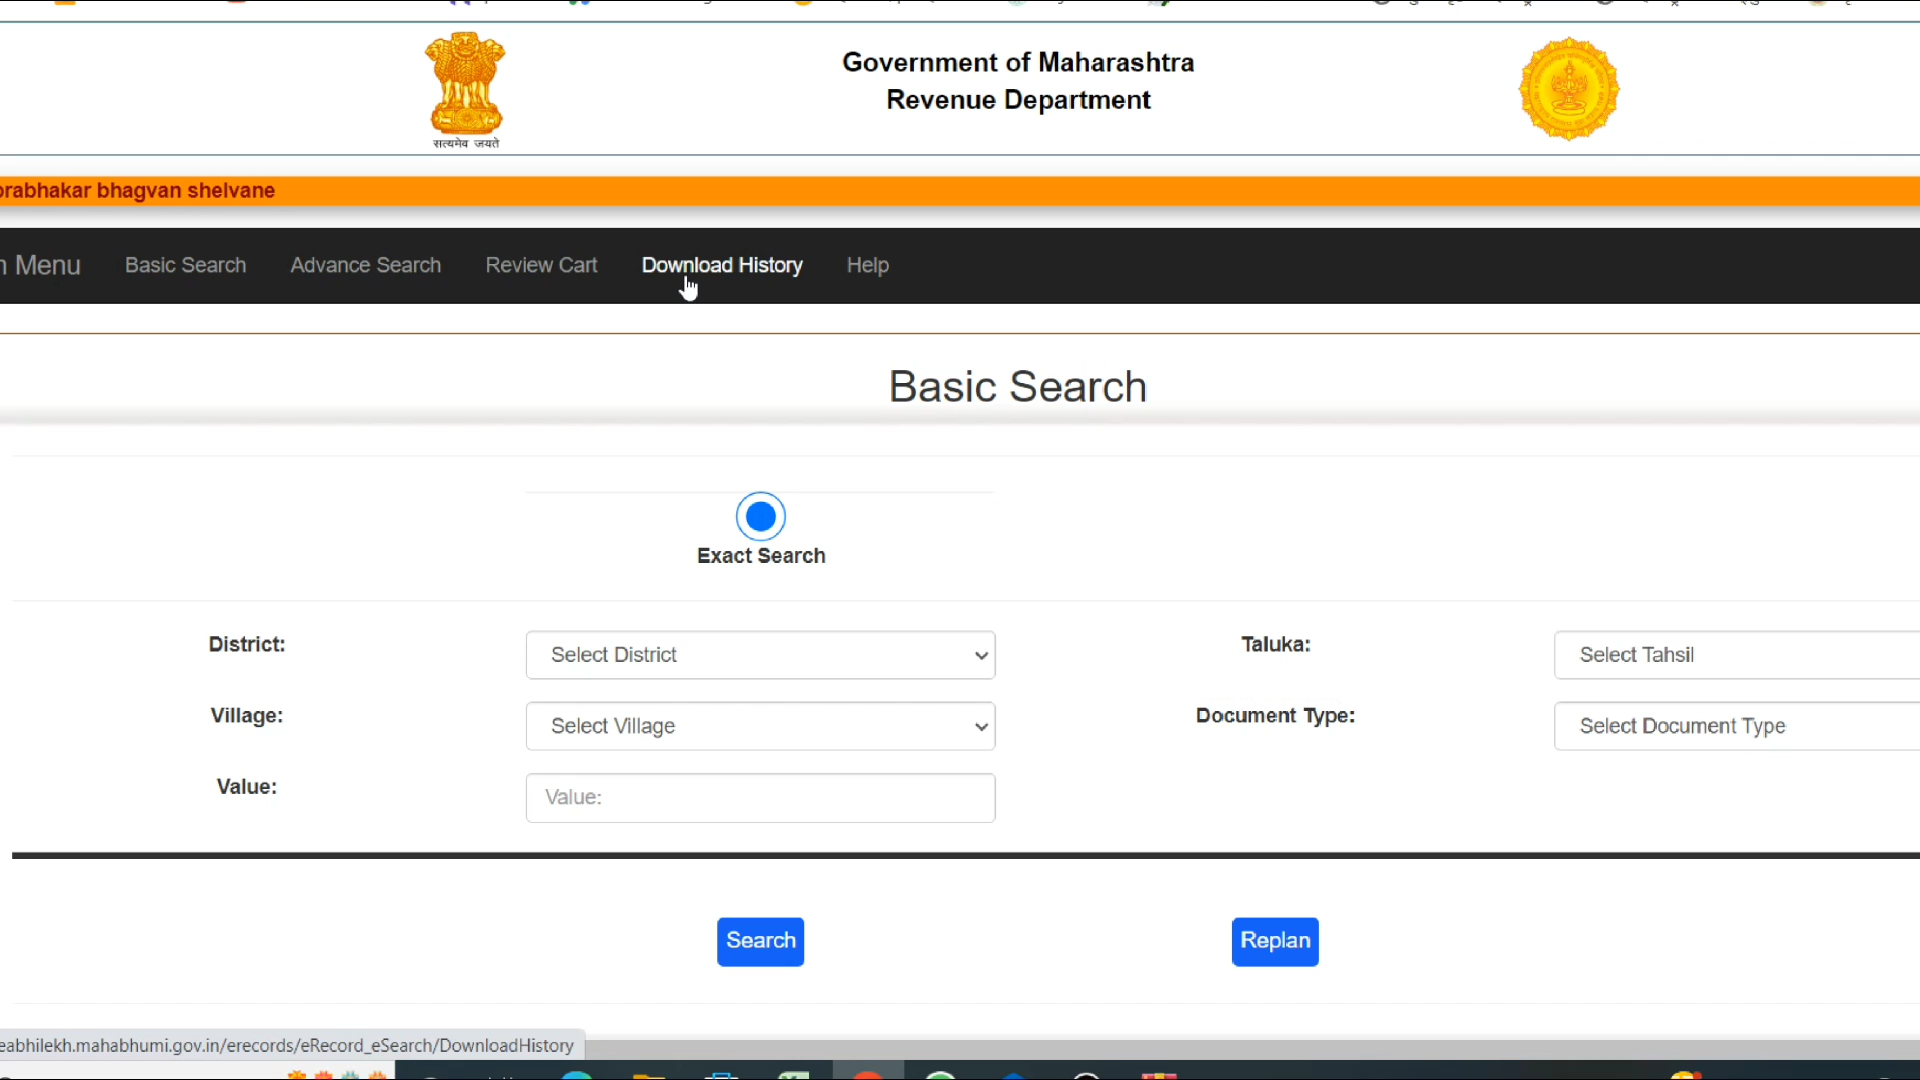 Government of Maharashtra
Revenue Department
सत्यमेव जयते
prabhakar bhagvan shelvane
Menu Basic Search Advance Search Review Cart Download History Help
Basic Search
Exact Search
District: Select District Taluka: Select Tahsil
Village: Select Village Document Type: Select Document Type
Value: Value:
Search Replan
eabhilekh.mahabhumi.gov.in/erecords/eRecord_eSearch/DownloadHistory